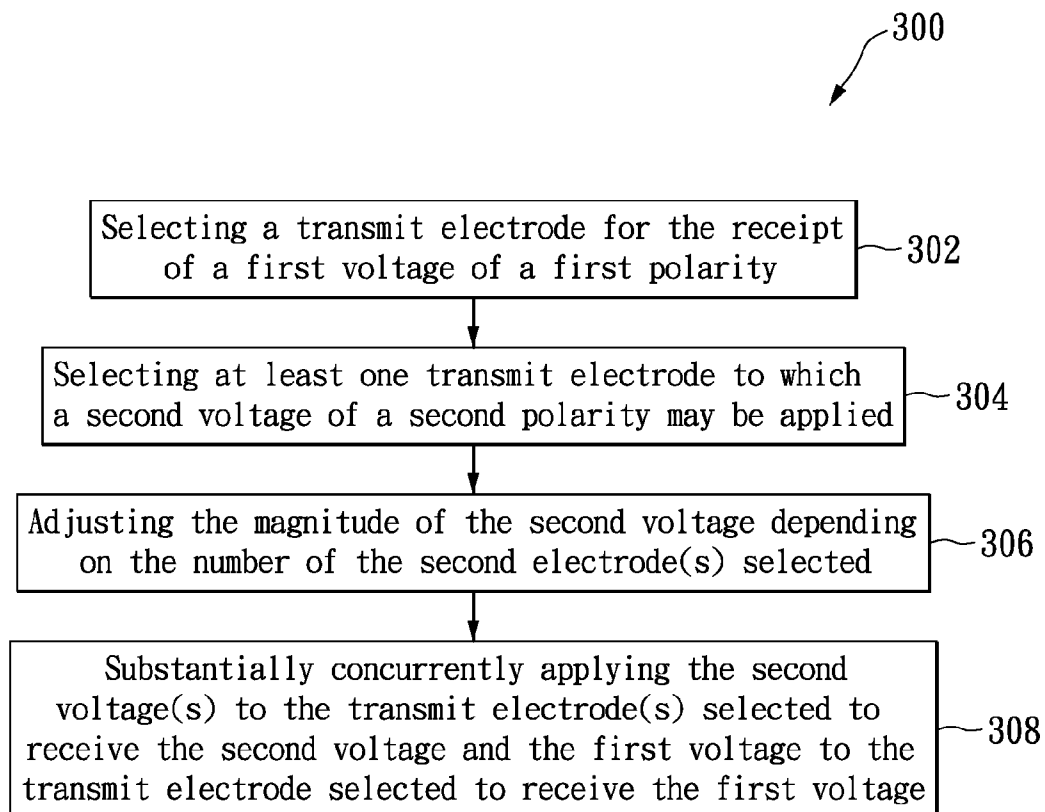 300
Selecting a transmit electrode for the receipt
of a first voltage of a first polarity
302
Selecting at least one transmit electrode to which
a second voltage of a second polarity may be applied
304
Adjusting the magnitude of the second voltage depending
on the number of the second electrode(s) selected
306
Substantially concurrently applying the second
voltage(s) to the transmit electrode(s) selected to
receive the second voltage and the first voltage to the
transmit electrode selected to receive the first voltage
308